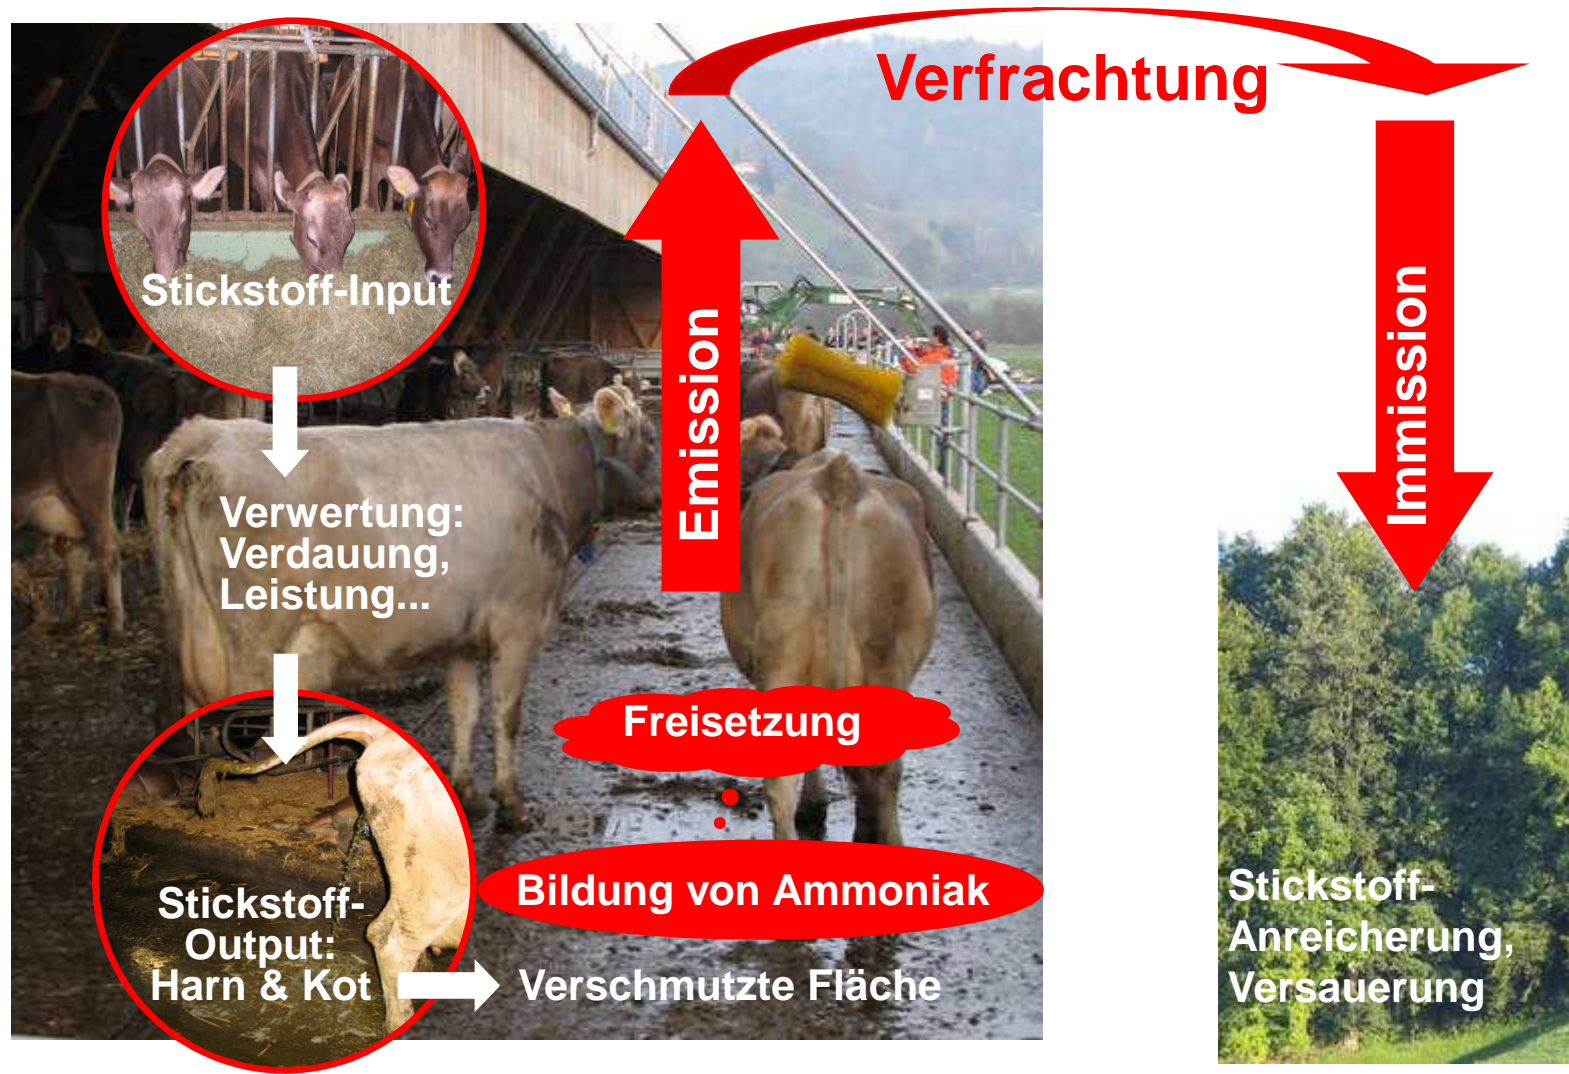 Verfrachtung
Stickstoff-Input
Emission
Immission
Verwertung:
Verdauung,
Leistung...
Freisetzung
Bildung von Ammoniak
Stickstoff-
Output:
Harn & Kot
Verschmutzte Fläche
Stickstoff-
Anreicherung,
Versauerung